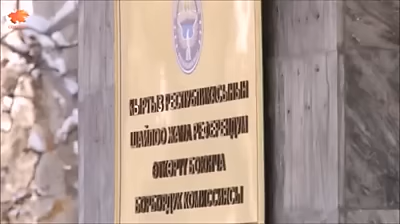 КЫРГЫЗ РЕСПУБЛИКАСЫНЫН
ШАЙЛОО ЖАНА РЕФЕРЕНДУМ
ӨТКӨРҮҮ БОЮНЧА
БОРБОРДУК КОМИССИЯСЫ